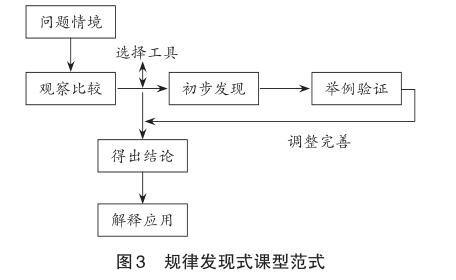 问题情境
选择工具
观察比较 初步发现 举例验证
调整完善
得出结论
解释应用
图3 规律发现式课型范式